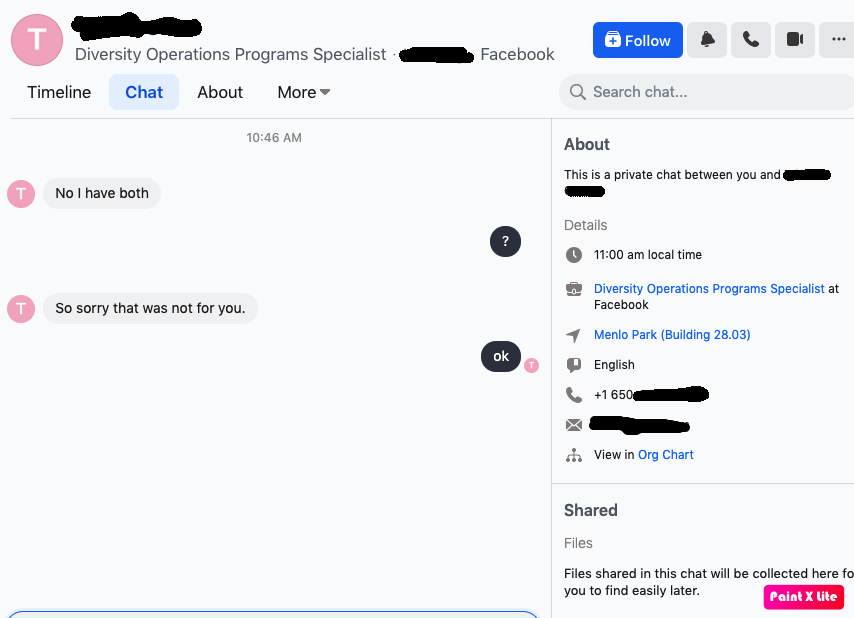 T
Diversity Operations Programs Specialist ·
Facebook
Follow
Timeline
Chat
About
More
Search chat...
10:46 AM
T
No I have both
?
T
So sorry that was not for you.
ok
T
About
This is a private chat between you and
Details
11:00 am local time
Diversity Operations Programs Specialist at
Facebook
Menlo Park (Building 28.03)
English
+1 650
View in Org Chart
Shared
Files
Files shared in this chat will be collected here fo
you to find easily later.
Paint X Lite